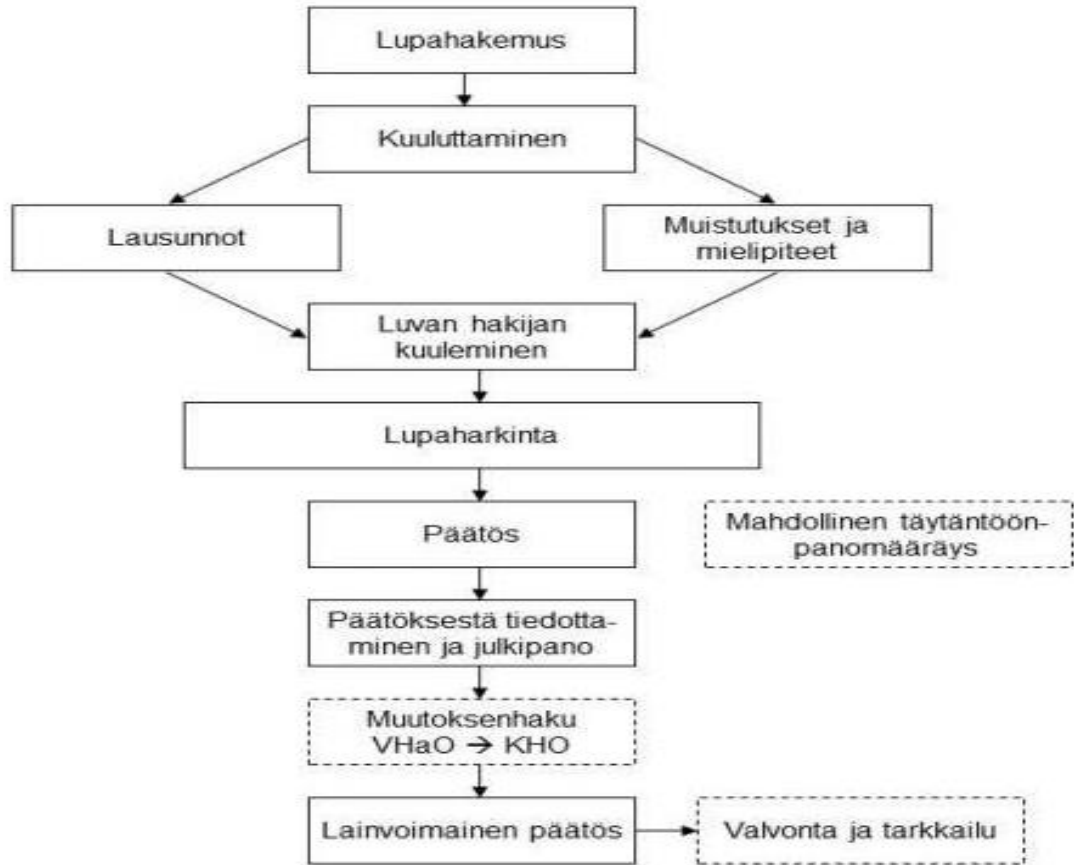 Lupahakemus
Kuuluttaminen
Lausunnot
Muistutukset ja
mielipiteet
Luvan hakijan
kuuleminen
Lupaharkinta
Päätös
Mahdollinen täytäntöön-
panomääräys
Päätöksestä tiedotta-
minen ja julkipano
Muutoksenhaku
VHaO → KHO
Lainvoimainen päätös
Valvonta ja tarkkailu